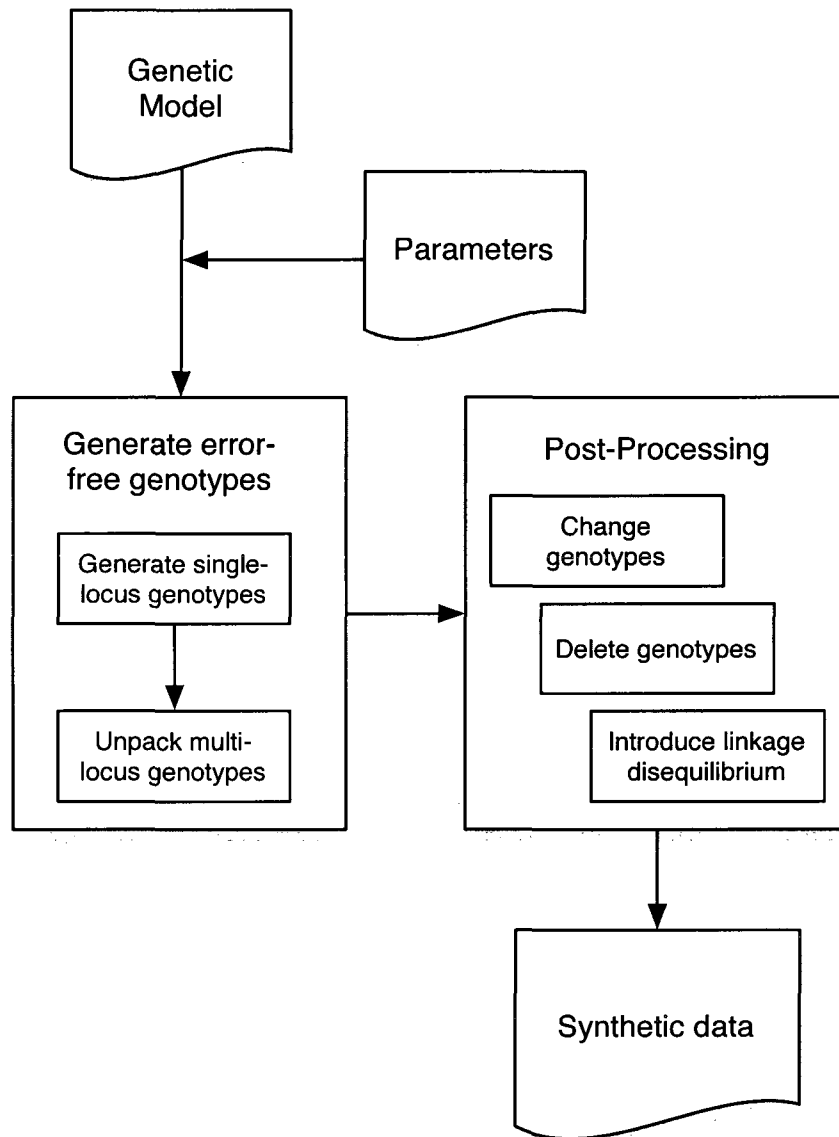 Genetic
Model
Parameters
Generate error-
free genotypes
Generate single-
locus genotypes
Unpack multi-
locus genotypes
Post-Processing
Change
genotypes
Delete genotypes
Introduce linkage
disequilibrium
Synthetic data